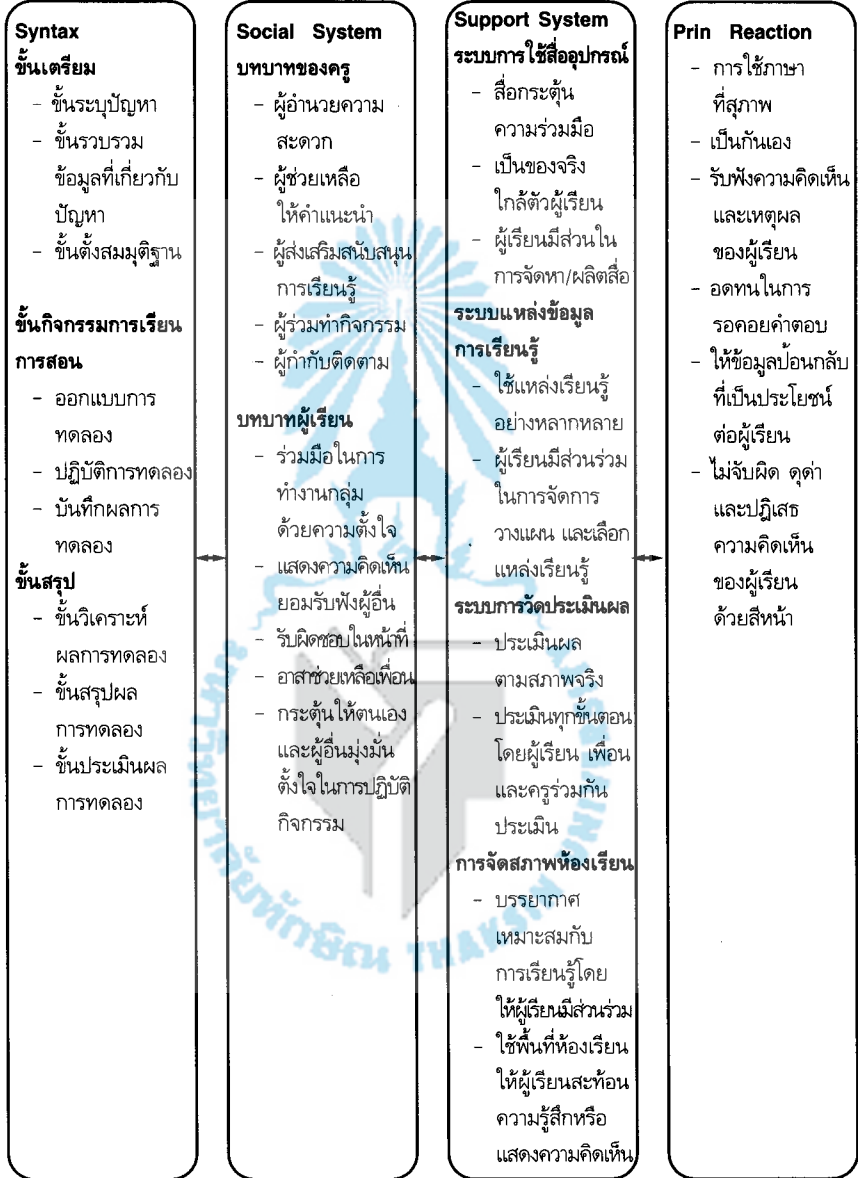 Syntax
ขั้นเตรียม
- ขั้นระบุปัญหา
- ขั้นรวบรวม
ข้อมูลที่เกี่ยวกับ
ปัญหา
- ขั้นตั้งสมมุติฐาน
ขั้นกิจกรรมการเรียน
การสอน
- ออกแบบการ
ทดลอง
- ปฏิบัติการทดลอง
- บันทึกผลการ
ทดลอง
ขั้นสรุป
- ขั้นวิเคราะห์
ผลการทดลอง
- ขั้นสรุปผล
การทดลอง
- ขั้นประเมินผล
การทดลอง
Social System
บทบาทของครู
- ผู้อำนวยความ
สะดวก
- ผู้ช่วยเหลือ
ให้คำแนะนำ
- ผู้ส่งเสริมสนับสนุน
การเรียนรู้
- ผู้ร่วมทำกิจกรรม
- ผู้กำกับติดตาม
บทบาทผู้เรียน
- ร่วมมือในการ
ทำงานกลุ่ม
ด้วยความตั้งใจ
- แสดงความคิดเห็น
ยอมรับฟังผู้อื่น
- รับผิดชอบในหน้าที่
- อาสาช่วยเหลือเพื่อน
- กระตุ้นให้ตนเอง
และผู้อื่นมุ่งมั่น
ตั้งใจในการปฏิบัติ
กิจกรรม
Support System
ระบบการใช้สื่ออุปกรณ์
- สื่อกระตุ้น
ความร่วมมือ
- เป็นของจริง
ใกล้ตัวผู้เรียน
- ผู้เรียนมีส่วนใน
การจัดหา/ผลิตสื่อ
ระบบแหล่งข้อมูล
การเรียนรู้
- ใช้แหล่งเรียนรู้
อย่างหลากหลาย
- ผู้เรียนมีส่วนร่วม
ในการจัดการ
วางแผน และเลือก
แหล่งเรียนรู้
ระบบการวัดประเมินผล
- ประเมินผล
ตามสภาพจริง
- ประเมินทุกขั้นตอน
โดยผู้เรียน เพื่อน
และครูร่วมกัน
ประเมิน
การจัดสภาพห้องเรียน
- บรรยากาศ
เหมาะสมกับ
การเรียนรู้โดย
ให้ผู้เรียนมีส่วนร่วม
- ใช้พื้นที่ห้องเรียน
ให้ผู้เรียนสะท้อน
ความรู้สึกหรือ
แสดงความคิดเห็น
Prin Reaction
- การใช้ภาษา
ที่สุภาพ
- เป็นกันเอง
- รับฟังความคิดเห็น
และเหตุผล
ของผู้เรียน
- อดทนในการ
รอคอยคำตอบ
- ให้ข้อมูลป้อนกลับ
ที่เป็นประโยชน์
ต่อผู้เรียน
- ไม่จับผิด ดุด่า
และปฏิเสธ
ความคิดเห็น
ของผู้เรียน
ด้วยสีหน้า